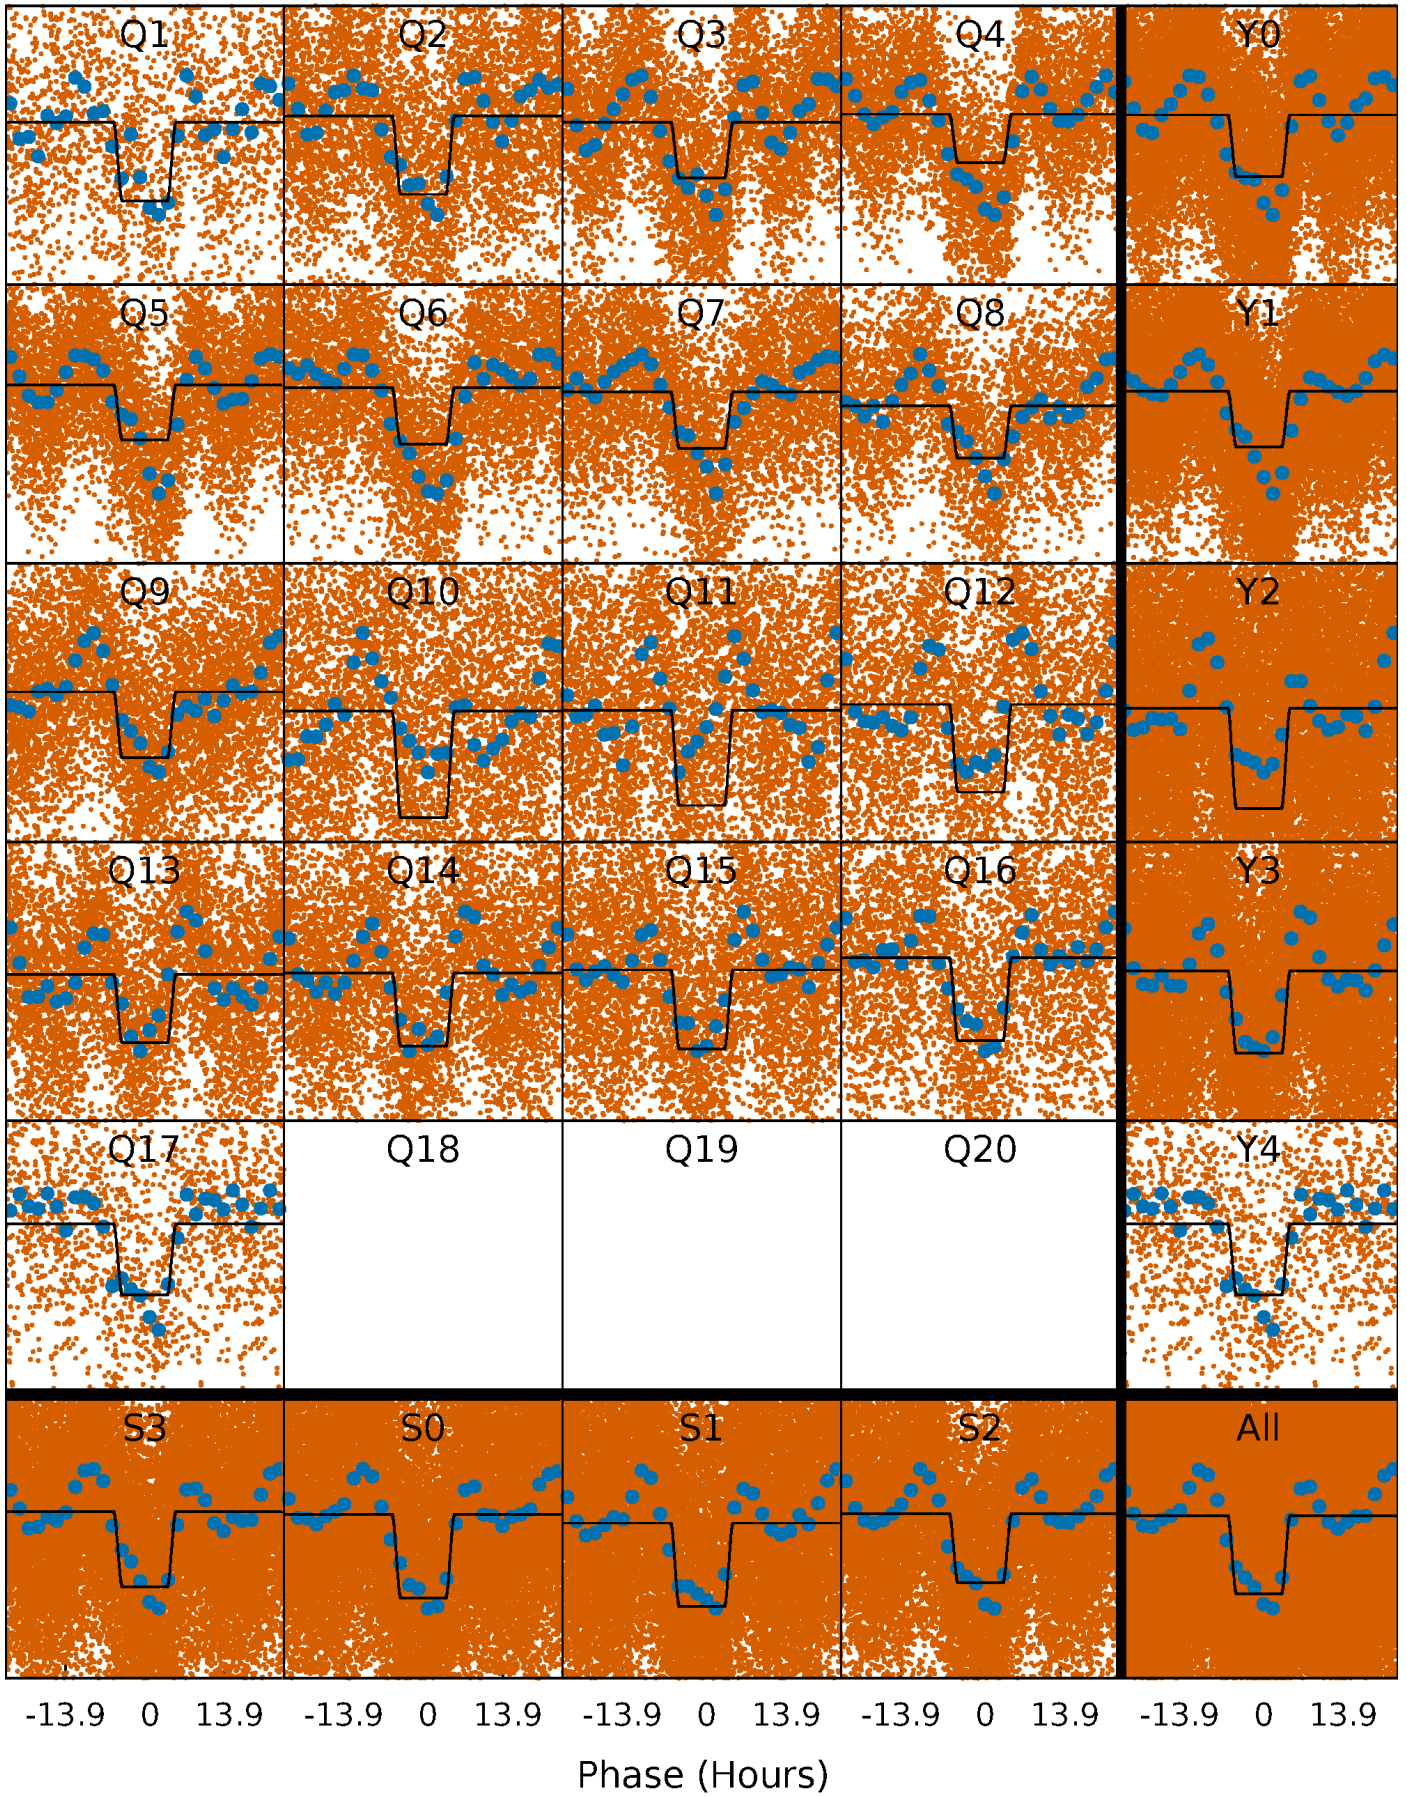 Q1 Q2 Q3 Q4 Y0
Q5 Q6 Q7 Q8 Y1
Q9 Q10 Q11 Q12 Y2
Q13 Q14 Q15 Q16 Y3
Q17 Q18 Q19 Q20 Y4
S3 S0 S1 S2 All
-13.9 0 13.9 -13.9 0 13.9 -13.9 0 13.9 -13.9 0 13.9 -13.9 0 13.9
Phase (Hours)